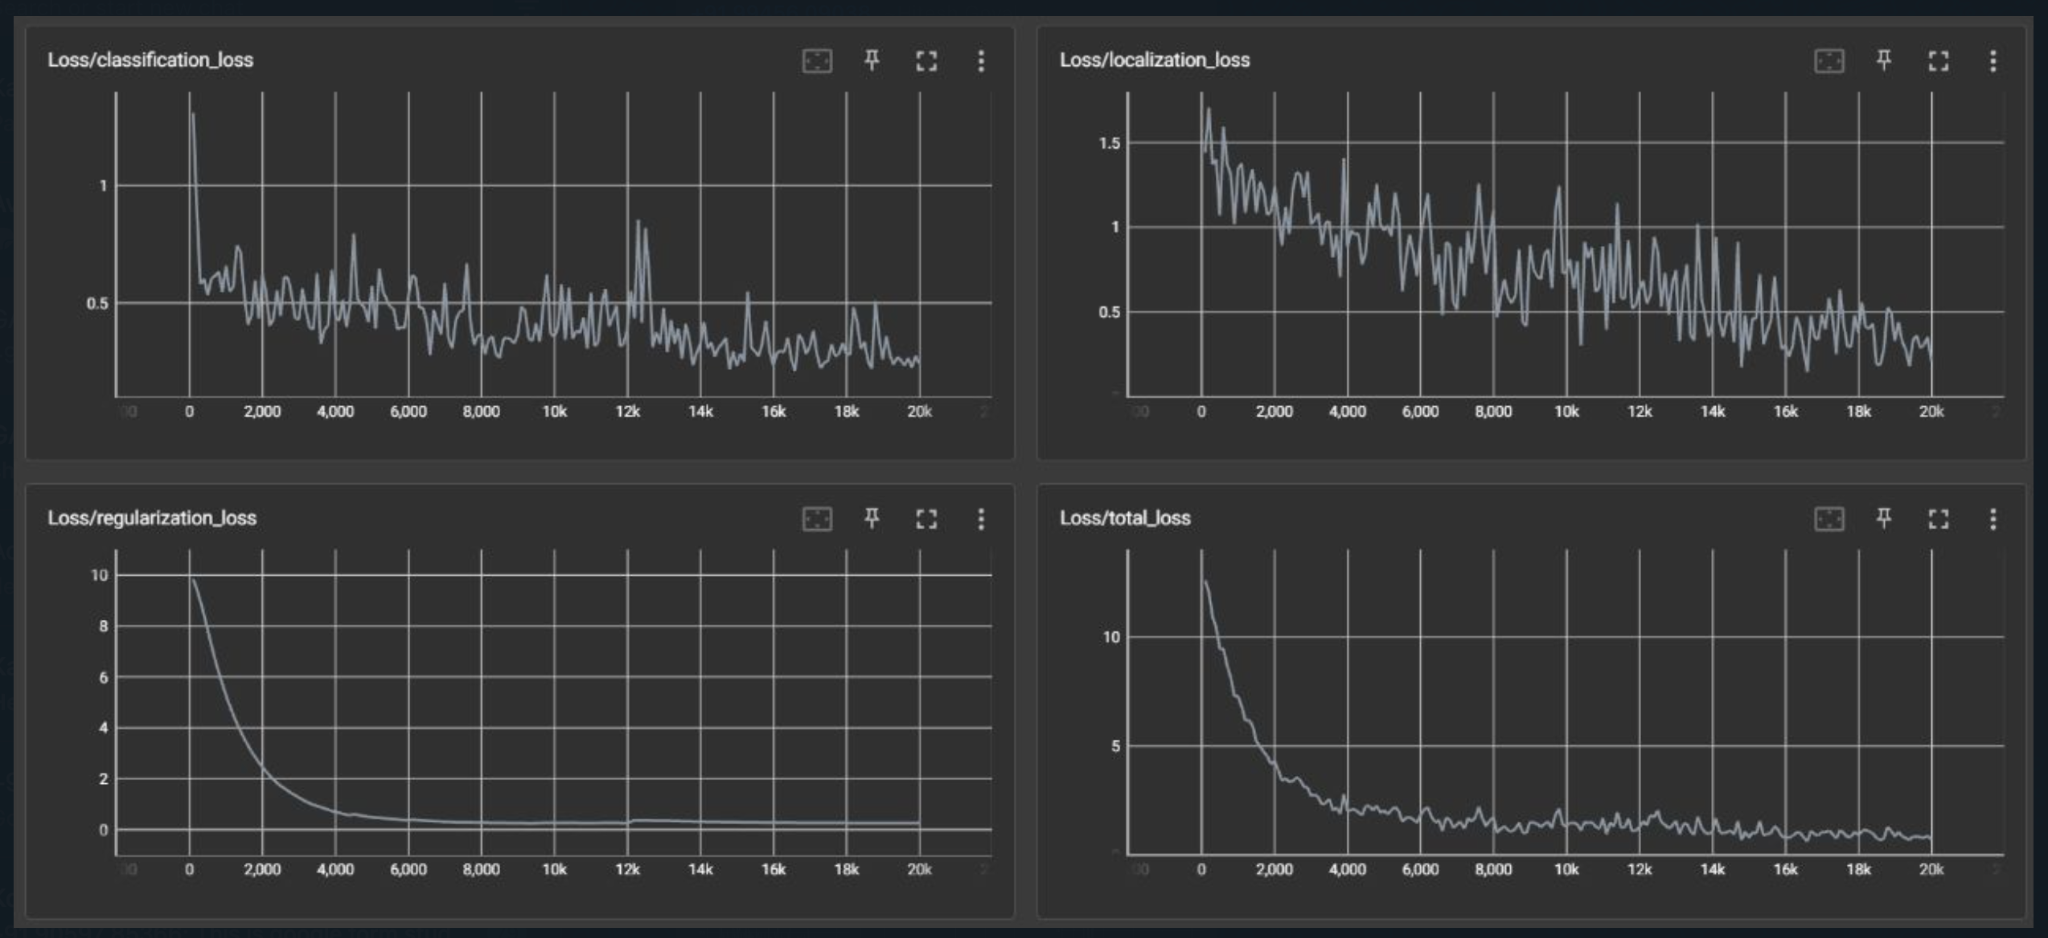 Loss/classification_loss
1
0.5
0 2,000 4,000 6,000 8,000 10k 12k 14k 16k 18k 20k
Loss/localization_loss
1.5
1
0.5
0 2,000 4,000 6,000 8,000 10k 12k 14k 16k 18k 20k
Loss/regularization_loss
10
8
6
4
2
0
0 2,000 4,000 6,000 8,000 10k 12k 14k 16k 18k 20k
Loss/total_loss
10
5
0 2,000 4,000 6,000 8,000 10k 12k 14k 16k 18k 20k